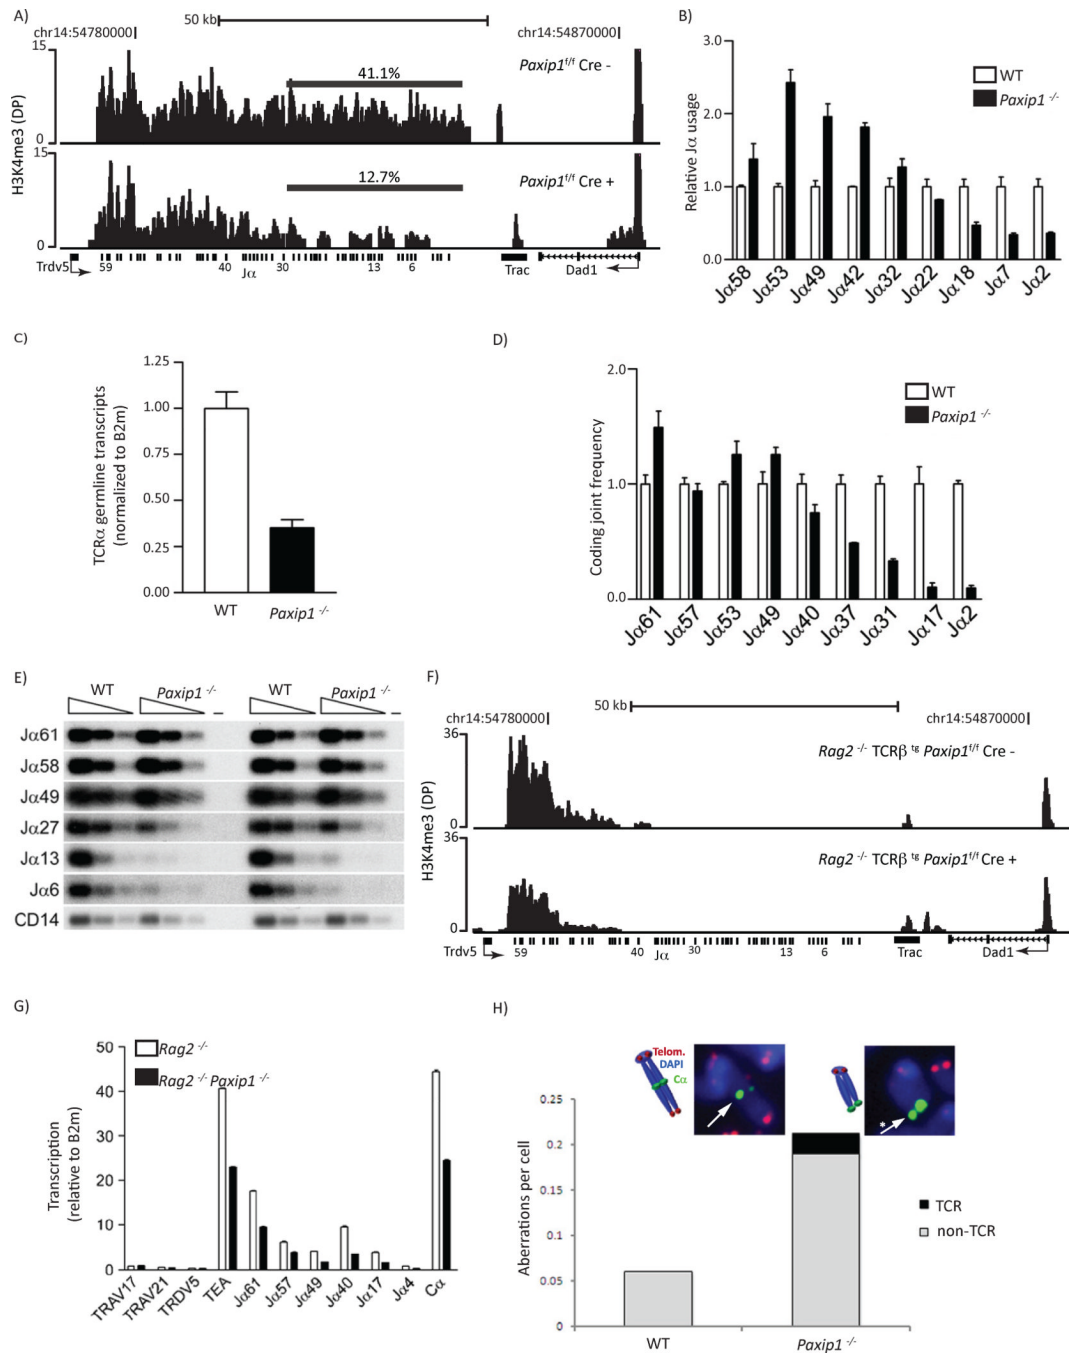 A)
50 kb
chr14:54780000
chr14:54870000
15
41.1%
Paxip1 f/f Cre -
0
15
12.7%
Paxip1 f/f Cre +
0
H3K4me3 (DP)
Trdv5
59
40
Jα
30
13
6
Trac
Dad1
B)
3.0
2.0
1.0
0.0
Relative Jα usage
WT
Paxip1 -/-
Jα58
Jα53
Jα49
Jα42
Jα32
Jα22
Jα18
Jα7
Jα2
C)
1.25
1.00
0.75
0.50
0.25
0.00
TCRα germline transcripts
(normalized to B2m)
WT
Paxip1 -/-
D)
2.0
1.0
0.0
Coding joint frequency
WT
Paxip1 -/-
Jα61
Jα57
Jα53
Jα49
Jα40
Jα37
Jα31
Jα17
Jα2
E)
WT Paxip1 -/- – WT Paxip1 -/- –
Jα61
Jα58
Jα49
Jα27
Jα13
Jα6
CD14
F)
50 kb
chr14:54780000
chr14:54870000
36
Rag2 -/- TCRβ tg Paxip1 f/f Cre -
0
36
Rag2 -/- TCRβ tg Paxip1 f/f Cre +
0
H3K4me3 (DP)
Trdv5
59
40
Jα
30
13
6
Trac
Dad1
G)
50
40
30
20
10
0
Transcription
(relative to B2m)
Rag2 -/-
Rag2 -/- Paxip1 -/-
TRAV17
TRAV21
TRDV5
TEA
Jα61
Jα57
Jα49
Jα40
Jα17
Jα4
Cα
H)
Telom.
DAPI
Cα
*
0.25
0.2
0.15
0.1
0.05
0
Aberrations per cell
TCR
non-TCR
WT
Paxip1 -/-